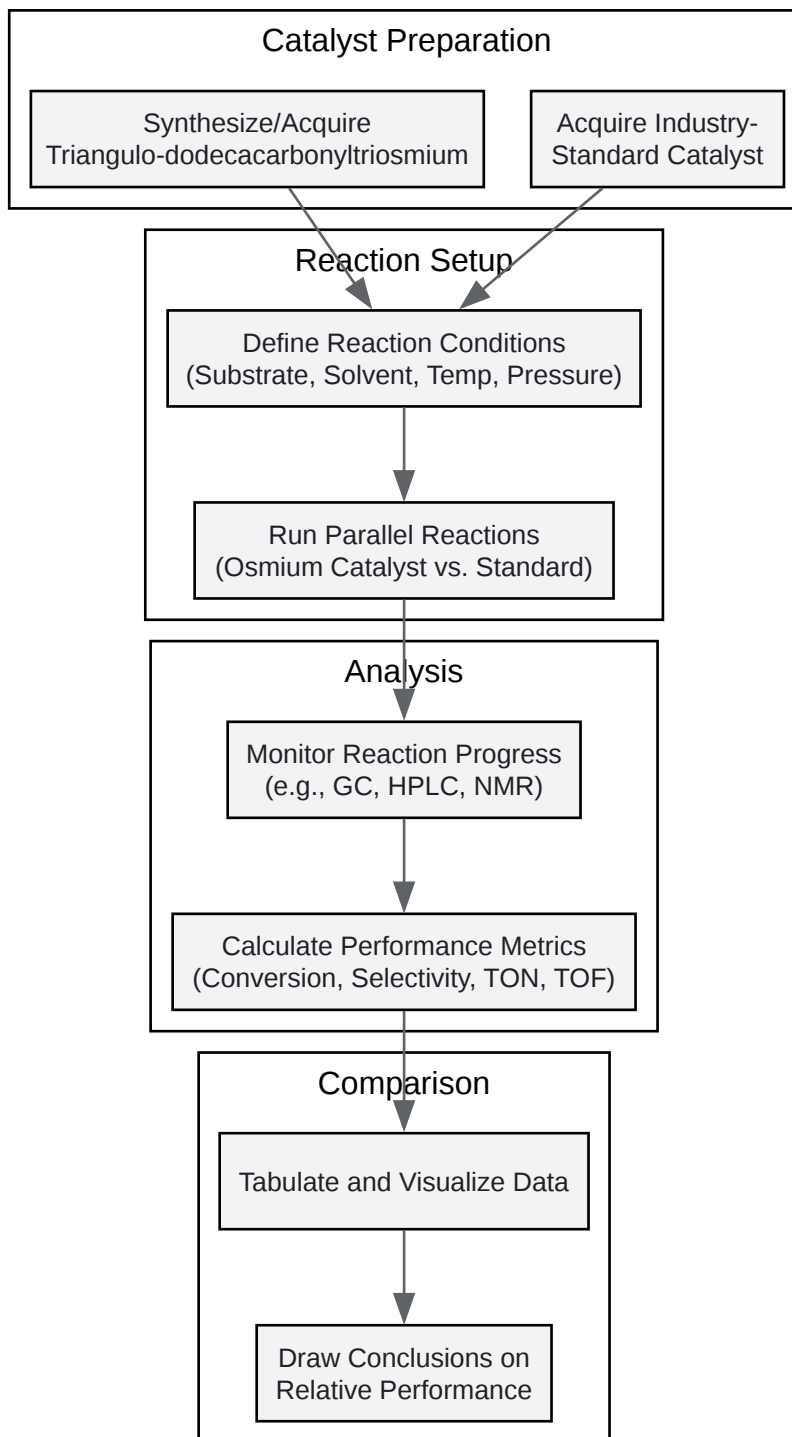 Catalyst Preparation
Synthesize/Acquire
Triangulo-dodecacarbonyltriosmium
Acquire Industry-
Standard Catalyst
Reaction Setup
Define Reaction Conditions
(Substrate, Solvent, Temp, Pressure)
Run Parallel Reactions
(Osmium Catalyst vs. Standard)
Analysis
Monitor Reaction Progress
(e.g., GC, HPLC, NMR)
Calculate Performance Metrics
(Conversion, Selectivity, TON, TOF)
Comparison
Tabulate and Visualize Data
Draw Conclusions on
Relative Performance